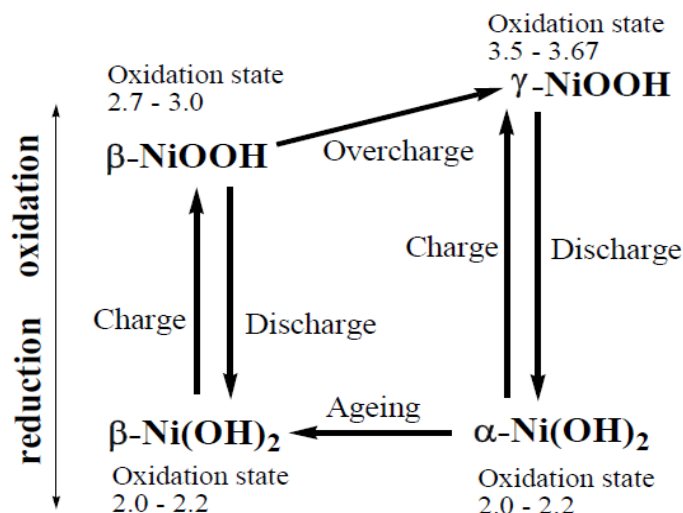 Oxidation state
3.5 - 3.67
γ-NiOOH
Oxidation state
2.7 - 3.0
β-NiOOH
Overcharge
oxidation
reduction
Charge
Discharge
Charge
Discharge
Ageing
β-Ni(OH)₂
Oxidation state
2.0 - 2.2
α-Ni(OH)₂
Oxidation state
2.0 - 2.2